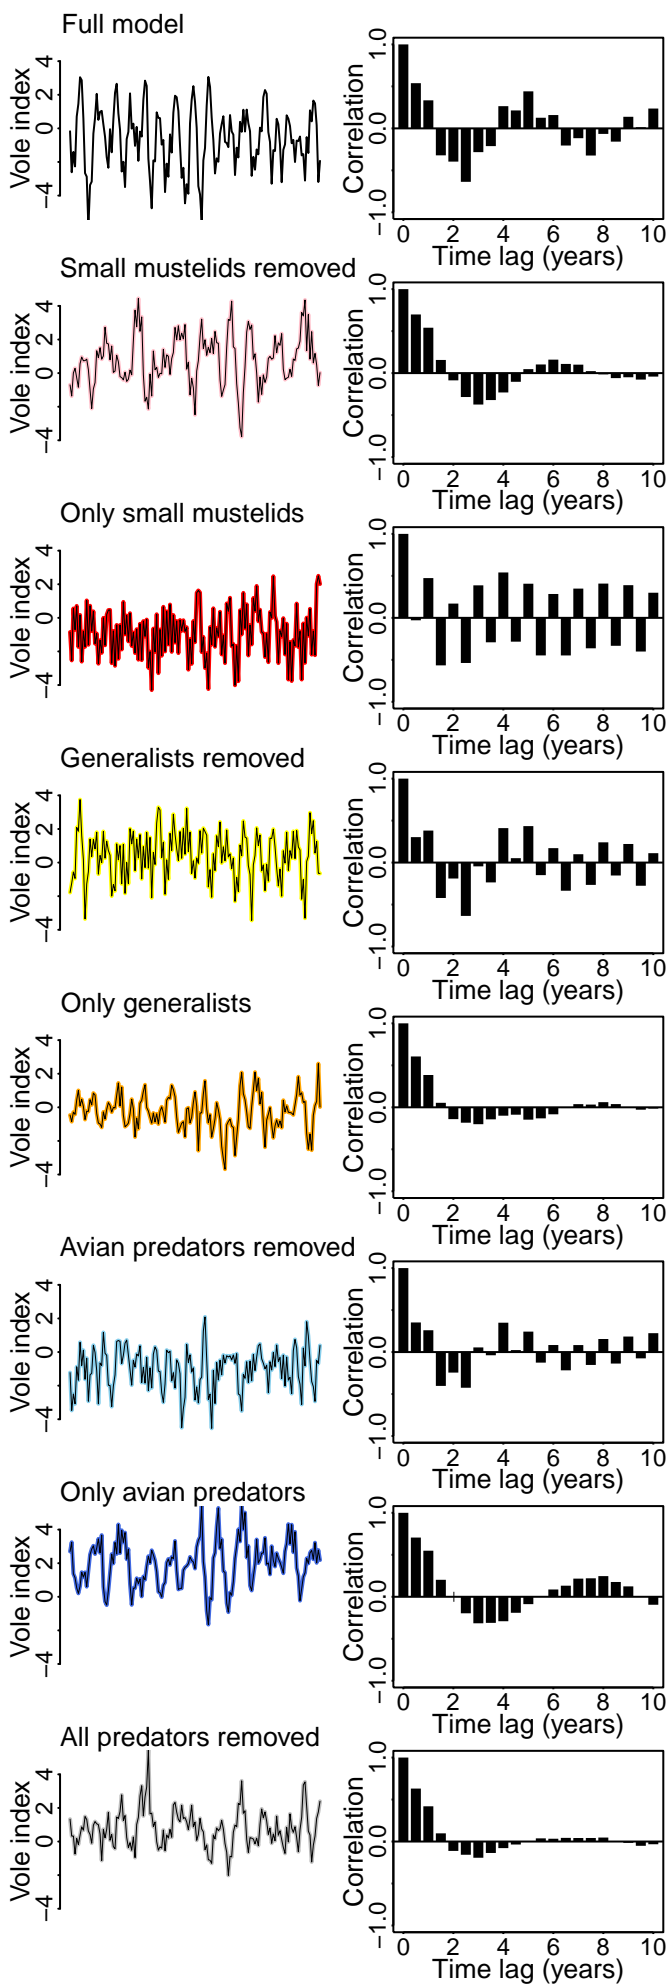 Full model
Vole index
−4 0 2 4
Correlation
−1.0 0.0 1.0
0 2 4 6 8 10
Time lag (years)
Small mustelids removed
Vole index
−4 0 2 4
Correlation
−1.0 0.0 1.0
0 2 4 6 8 10
Time lag (years)
Only small mustelids
Vole index
−4 0 2 4
Correlation
−1.0 0.0 1.0
0 2 4 6 8 10
Time lag (years)
Generalists removed
Vole index
−4 0 2 4
Correlation
−1.0 0.0 1.0
0 2 4 6 8 10
Time lag (years)
Only generalists
Vole index
−4 0 2 4
Correlation
−1.0 0.0 1.0
0 2 4 6 8 10
Time lag (years)
Avian predators removed
Vole index
−4 0 2 4
Correlation
−1.0 0.0 1.0
0 2 4 6 8 10
Time lag (years)
Only avian predators
Vole index
−4 0 2 4
Correlation
−1.0 0.0 1.0
0 2 4 6 8 10
Time lag (years)
All predators removed
Vole index
−4 0 2 4
Correlation
−1.0 0.0 1.0
0 2 4 6 8 10
Time lag (years)